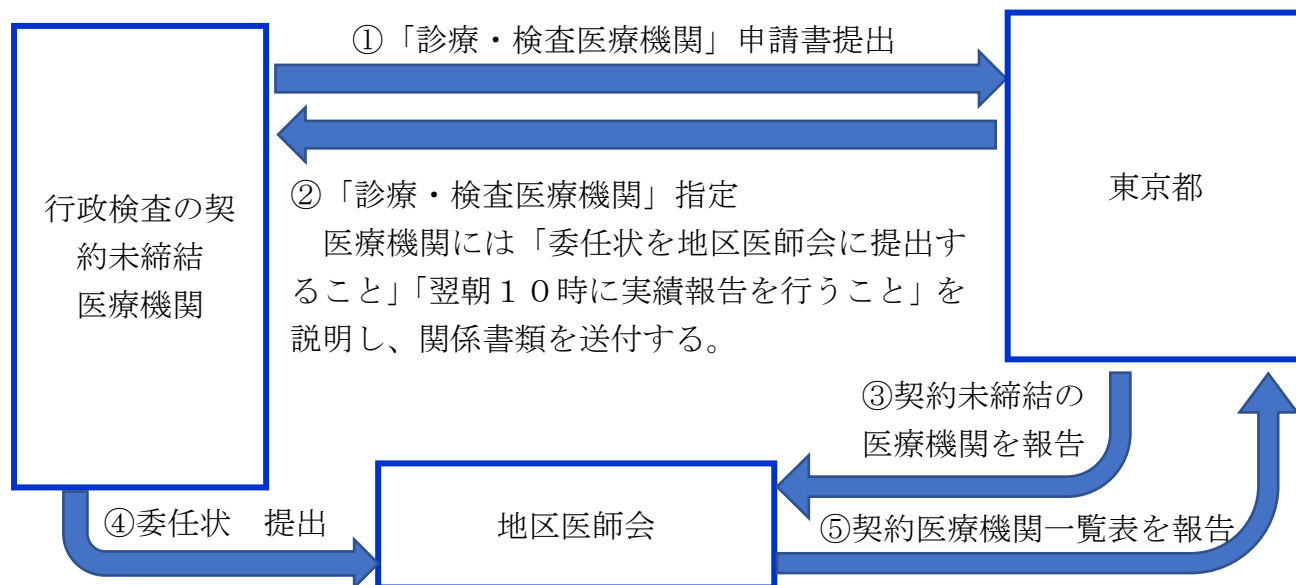 ①「診療・検査医療機関」申請書提出
行政検査の契
約未締結
医療機関
東京都
②「診療・検査医療機関」指定
　医療機関には「委任状を地区医師会に提出す
ること」「翌朝１０時に実績報告を行うこと」を
説明し、関係書類を送付する。
③契約未締結の
医療機関を報告
④委任状　提出
地区医師会
⑤契約医療機関一覧表を報告